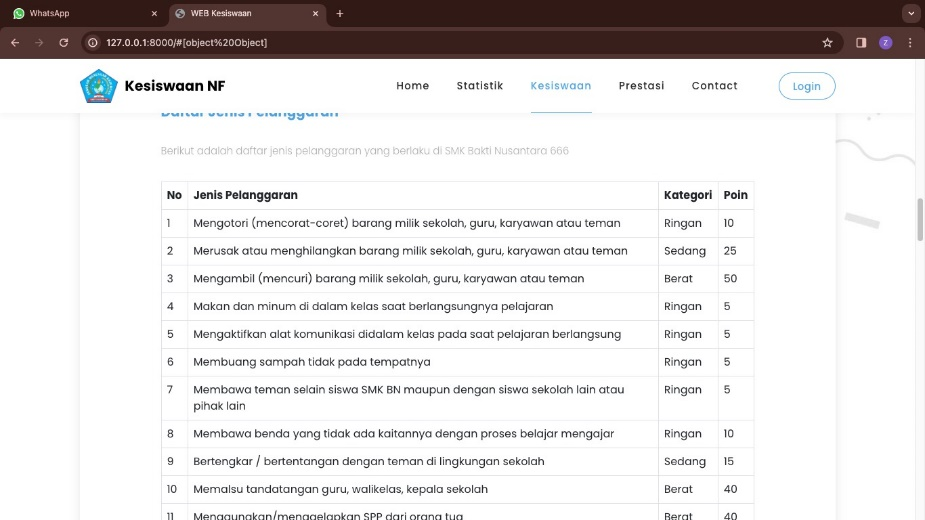 WhatsApp
WEB Kesiswaan
127.0.0.1:8000/#[object%20Object]
Z
Kesiswaan NF
Home
Statistik
Kesiswaan
Prestasi
Contact
Login
Daftar Jenis Pelanggaran
Berikut adalah daftar jenis pelanggaran yang berlaku di SMK Bakti Nusantara 666
No Jenis Pelanggaran Kategori Poin
1 Mengotori (mencorat-coret) barang milik sekolah, guru, karyawan atau teman Ringan 10
2 Merusak atau menghilangkan barang milik sekolah, guru, karyawan atau teman Sedang 25
3 Mengambil (mencuri) barang milik sekolah, guru, karyawan atau teman Berat 50
4 Makan dan minum di dalam kelas saat berlangsungnya pelajaran Ringan 5
5 Mengaktifkan alat komunikasi didalam kelas pada saat pelajaran berlangsung Ringan 5
6 Membuang sampah tidak pada tempatnya Ringan 5
7 Membawa teman selain siswa SMK BN maupun dengan siswa sekolah lain atau Ringan 5
pihak lain
8 Membawa benda yang tidak ada kaitannya dengan proses belajar mengajar Ringan 10
9 Bertengkar / bertentangan dengan teman di lingkungan sekolah Sedang 15
10 Memalsu tandatangan guru, walikelas, kepala sekolah Berat 40
11 Menggunakan/menggelapkan SPP dari orang tua Berat 40